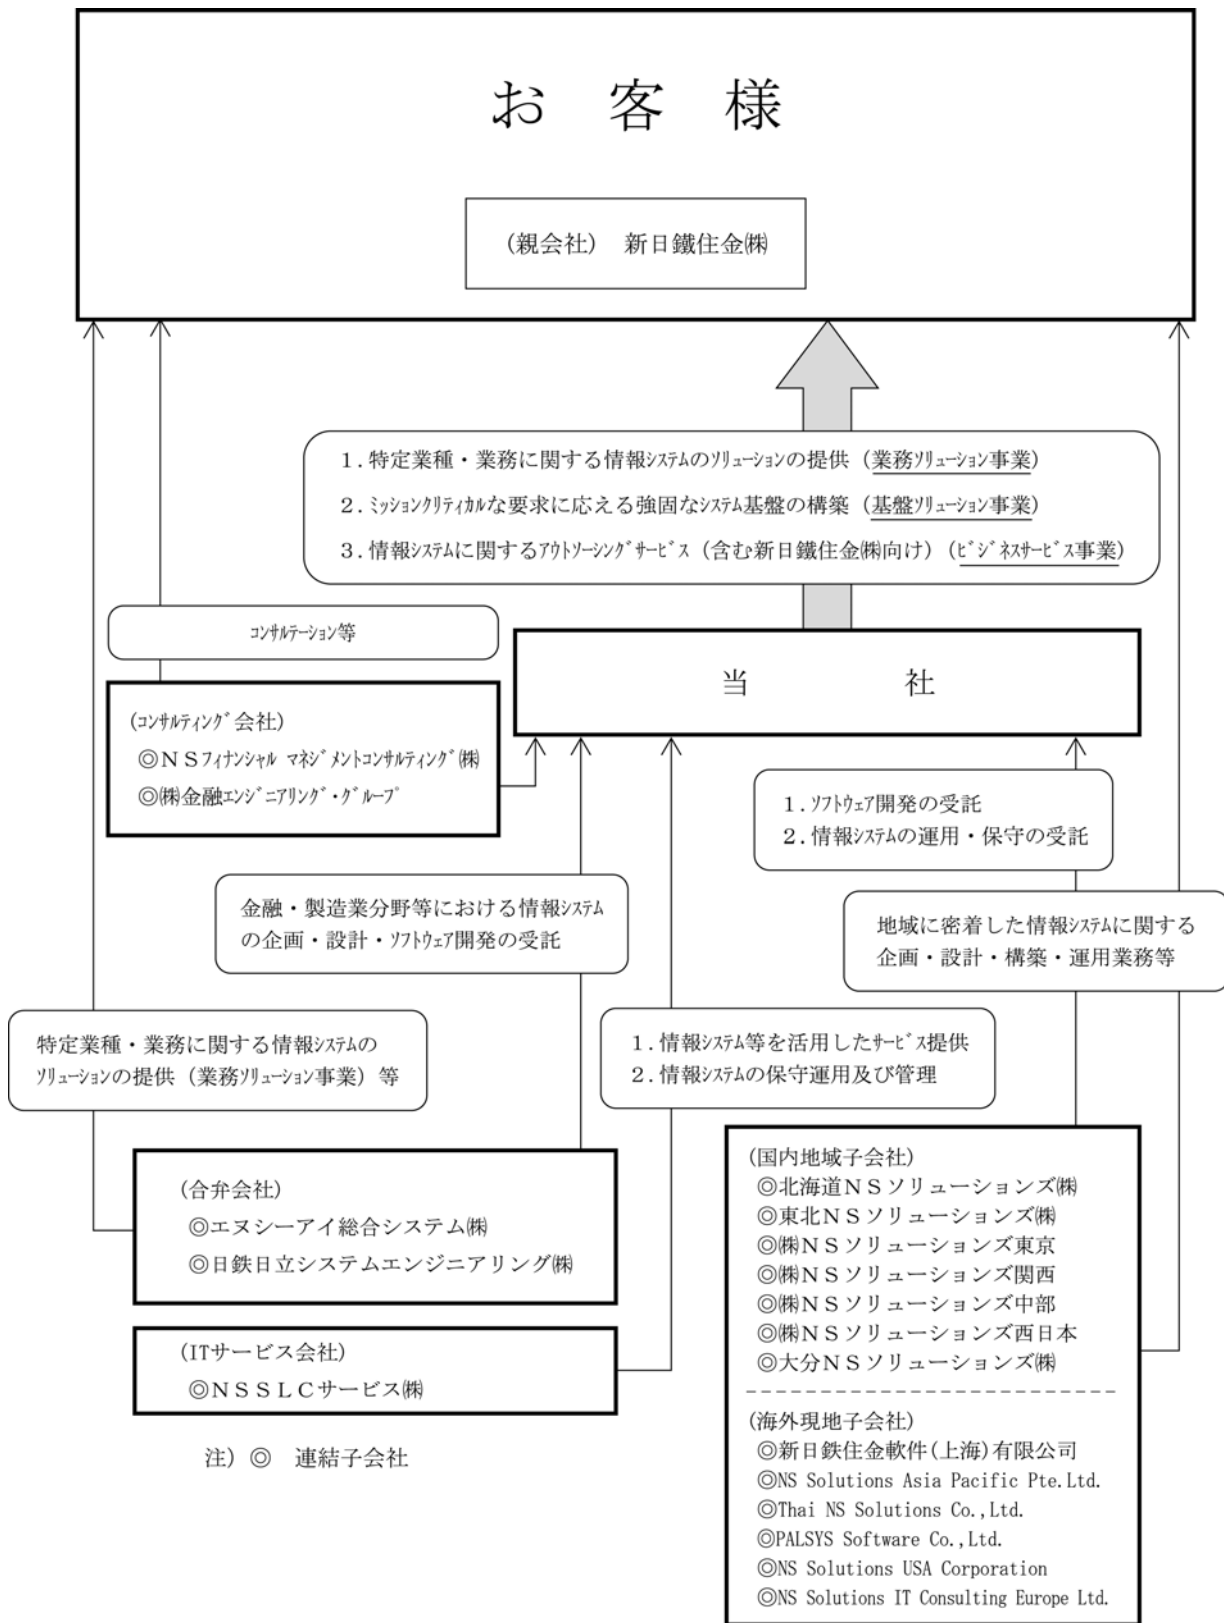 お　客　様
(親会社)　新日鐵住金㈱
１.特定業種・業務に関する情報ｼｽﾃﾑのｿﾘｭｰｼｮﾝの提供（業務ｿﾘｭｰｼｮﾝ事業）
２.ﾐｯｼｮﾝｸﾘﾃｨｶﾙな要求に応える強固なｼｽﾃﾑ基盤の構築（基盤ｿﾘｭｰｼｮﾝ事業）
３.情報ｼｽﾃﾑに関するｱｳﾄｿｰｼﾝｸﾞｻｰﾋﾞｽ（含む新日鐵住金㈱向け）（ﾋﾞｼﾞﾈｽｻｰﾋﾞｽ事業）
ｺﾝｻﾙﾃｰｼｮﾝ等
当　　　社
(ｺﾝｻﾙﾃｨﾝｸﾞ会社)
◎ＮＳﾌｨﾅﾝｼｬﾙ ﾏﾈｼﾞﾒﾝﾄｺﾝｻﾙﾃｨﾝｸﾞ㈱
◎㈱金融ｴﾝｼﾞﾆｱﾘﾝｸﾞ･ｸﾞﾙｰﾌﾟ
１.ｿﾌﾄｳｪｱ開発の受託
２.情報ｼｽﾃﾑの運用・保守の受託
金融・製造業分野等における情報ｼｽﾃﾑ
の企画・設計・ｿﾌﾄｳｪｱ開発の受託
地域に密着した情報ｼｽﾃﾑに関する
企画・設計・構築・運用業務等
特定業種・業務に関する情報ｼｽﾃﾑの
ｿﾘｭｰｼｮﾝの提供（業務ｿﾘｭｰｼｮﾝ事業）等
１.情報ｼｽﾃﾑ等を活用したｻｰﾋﾞｽ提供
２.情報ｼｽﾃﾑの保守運用及び管理
(合弁会社)
◎エヌシーアイ総合システム㈱
◎日鉄日立システムエンジニアリング㈱
(ITサービス会社)
◎ＮＳＳＬＣサービス㈱
注）◎　連結子会社
(国内地域子会社)
◎北海道ＮＳソリューションズ㈱
◎東北ＮＳソリューションズ㈱
◎㈱ＮＳソリューションズ東京
◎㈱ＮＳソリューションズ関西
◎㈱ＮＳソリューションズ中部
◎㈱ＮＳソリューションズ西日本
◎大分ＮＳソリューションズ㈱
(海外現地子会社)
◎新日鉄住金軟件(上海)有限公司
◎NS Solutions Asia Pacific Pte.Ltd.
◎Thai NS Solutions Co.,Ltd.
◎PALSYS Software Co.,Ltd.
◎NS Solutions USA Corporation
◎NS Solutions IT Consulting Europe Ltd.